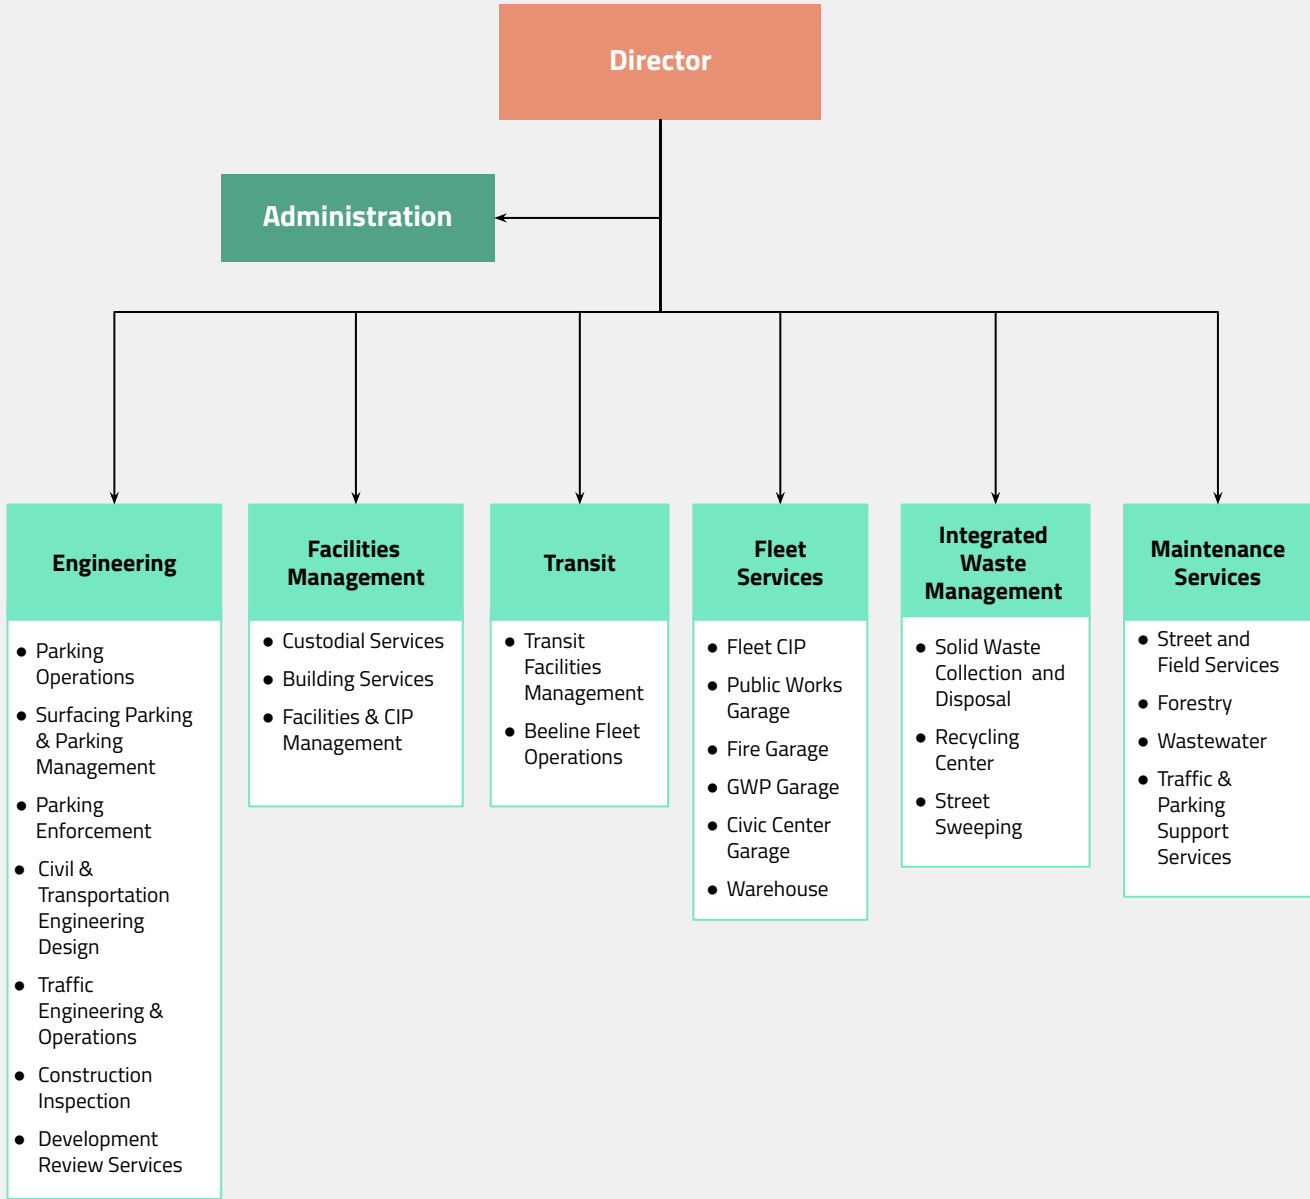 Director
Administration
Engineering
● Parking
Operations
● Surfacing Parking
& Parking
Management
● Parking
Enforcement
● Civil &
Transportation
Engineering
Design
● Traffic
Engineering &
Operations
● Construction
Inspection
● Development
Review Services
Facilities
Management
● Custodial Services
● Building Services
● Facilities & CIP
Management
Transit
● Transit
Facilities
Management
● Beeline Fleet
Operations
Fleet
Services
● Fleet CIP
● Public Works
Garage
● Fire Garage
● GWP Garage
● Civic Center
Garage
● Warehouse
Integrated
Waste
Management
● Solid Waste
Collection and
Disposal
● Recycling
Center
● Street
Sweeping
Maintenance
Services
● Street and
Field Services
● Forestry
● Wastewater
● Traffic &
Parking
Support
Services